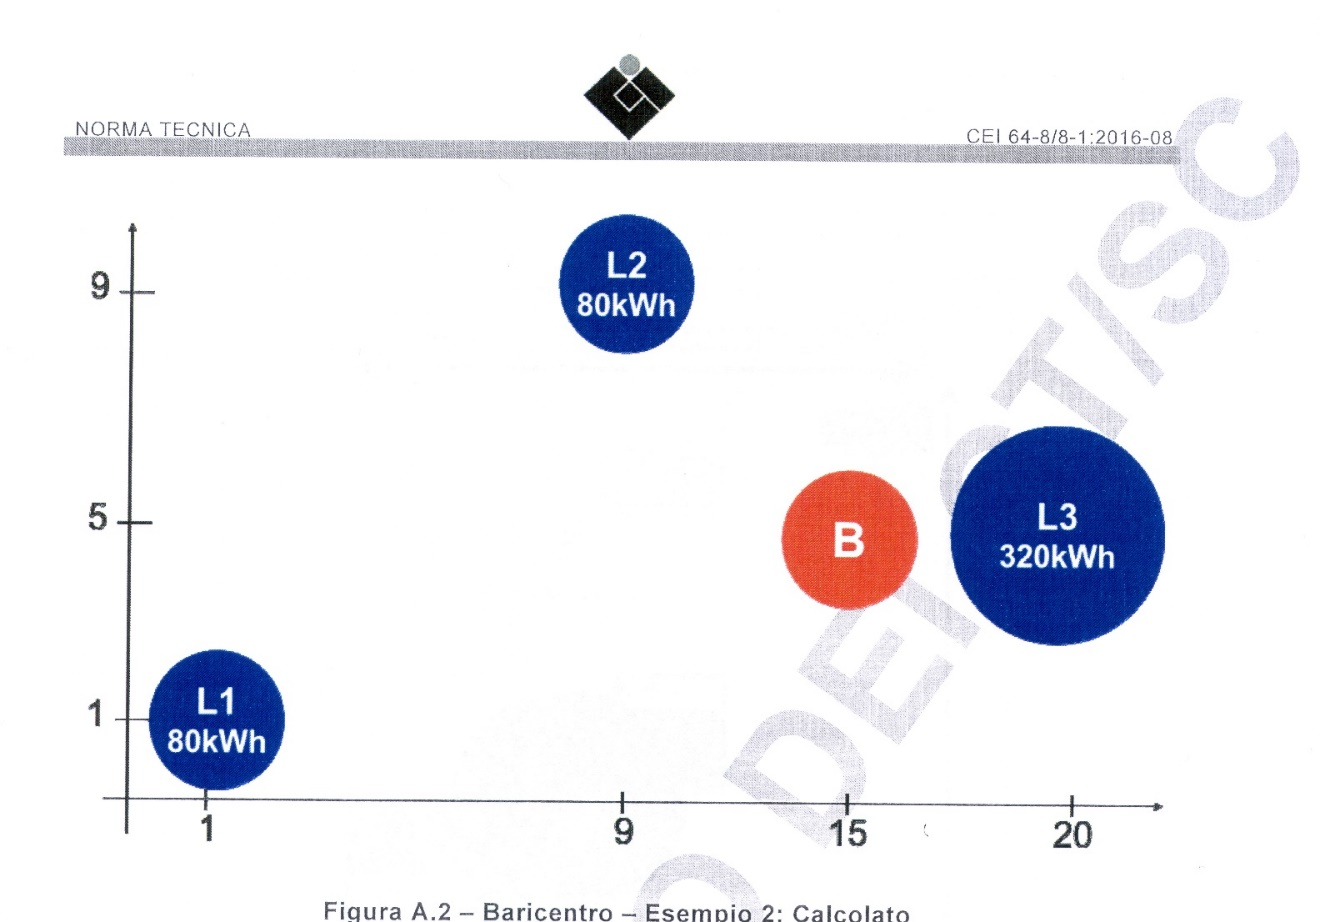 NORMA TECNICA
CEI 64-8/8-1:2016-08
9
L2
80kWh
5
B
L3
320kWh
1
L1
80kWh
1
9
15
20
Figura A.2 – Baricentro – Esempio 2: Calcolato